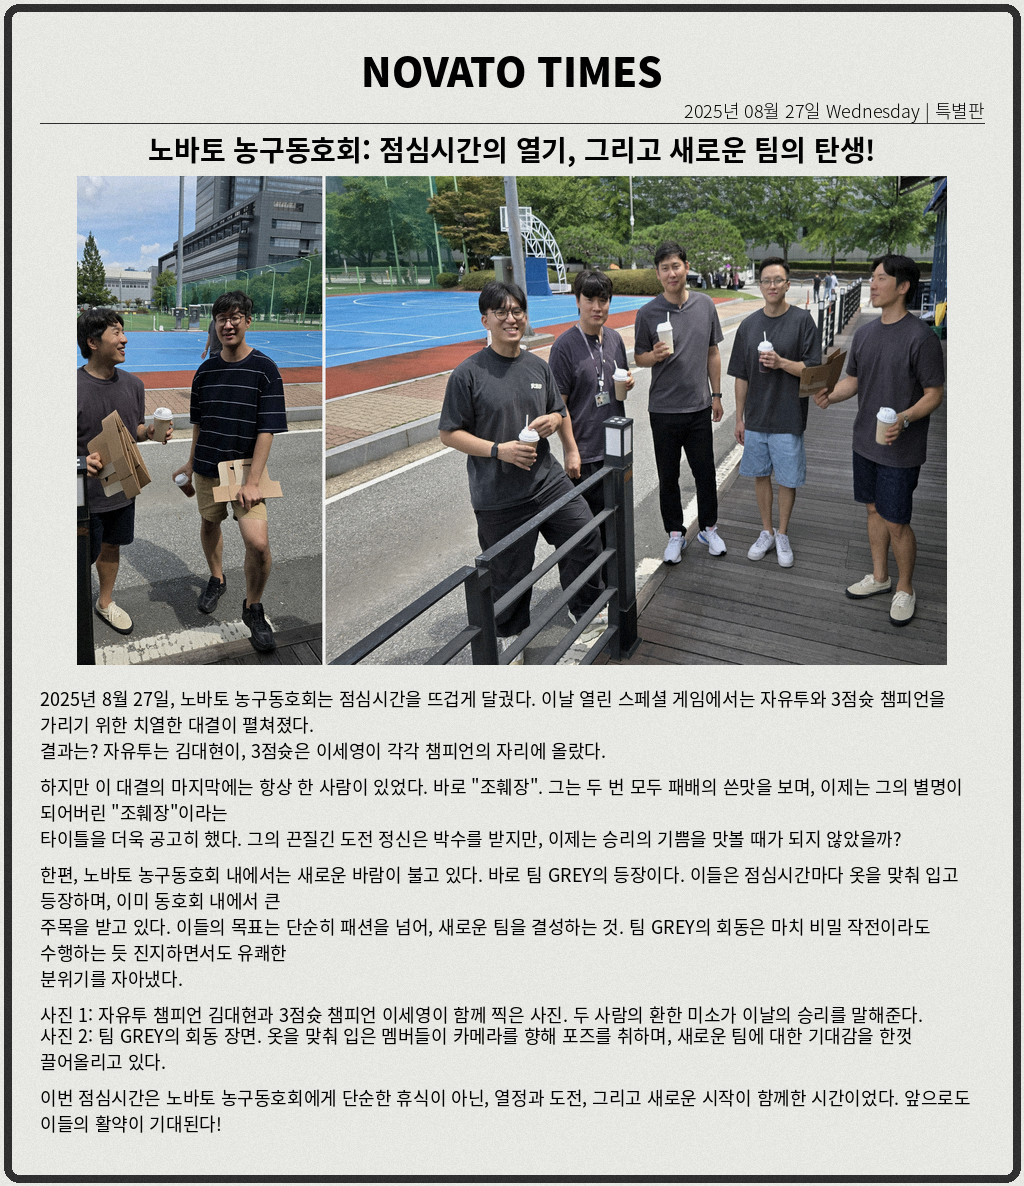 NOVATO TIMES
2025년 08월 27일 Wednesday | 특별판
노바토 농구동호회: 점심시간의 열기, 그리고 새로운 팀의 탄생!
2025년 8월 27일, 노바토 농구동호회는 점심시간을 뜨겁게 달궜다. 이날 열린 스페셜 게임에서는 자유투와 3점슛 챔피언을
가리기 위한 치열한 대결이 펼쳐졌다.
결과는? 자유투는 김대현이, 3점슛은 이세영이 각각 챔피언의 자리에 올랐다.
하지만 이 대결의 마지막에는 항상 한 사람이 있었다. 바로 "조훼장". 그는 두 번 모두 패배의 쓴맛을 보며, 이제는 그의 별명이
되어버린 "조훼장"이라는
타이틀을 더욱 공고히 했다. 그의 끈질긴 도전 정신은 박수를 받지만, 이제는 승리의 기쁨을 맛볼 때가 되지 않았을까?
한편, 노바토 농구동호회 내에서는 새로운 바람이 불고 있다. 바로 팀 GREY의 등장이다. 이들은 점심시간마다 옷을 맞춰 입고
등장하며, 이미 동호회 내에서 큰
주목을 받고 있다. 이들의 목표는 단순히 패션을 넘어, 새로운 팀을 결성하는 것. 팀 GREY의 회동은 마치 비밀 작전이라도
수행하는 듯 진지하면서도 유쾌한
분위기를 자아냈다.
사진 1: 자유투 챔피언 김대현과 3점슛 챔피언 이세영이 함께 찍은 사진. 두 사람의 환한 미소가 이날의 승리를 말해준다.
사진 2: 팀 GREY의 회동 장면. 옷을 맞춰 입은 멤버들이 카메라를 향해 포즈를 취하며, 새로운 팀에 대한 기대감을 한껏
끌어올리고 있다.
이번 점심시간은 노바토 농구동호회에게 단순한 휴식이 아닌, 열정과 도전, 그리고 새로운 시작이 함께한 시간이었다. 앞으로도
이들의 활약이 기대된다!